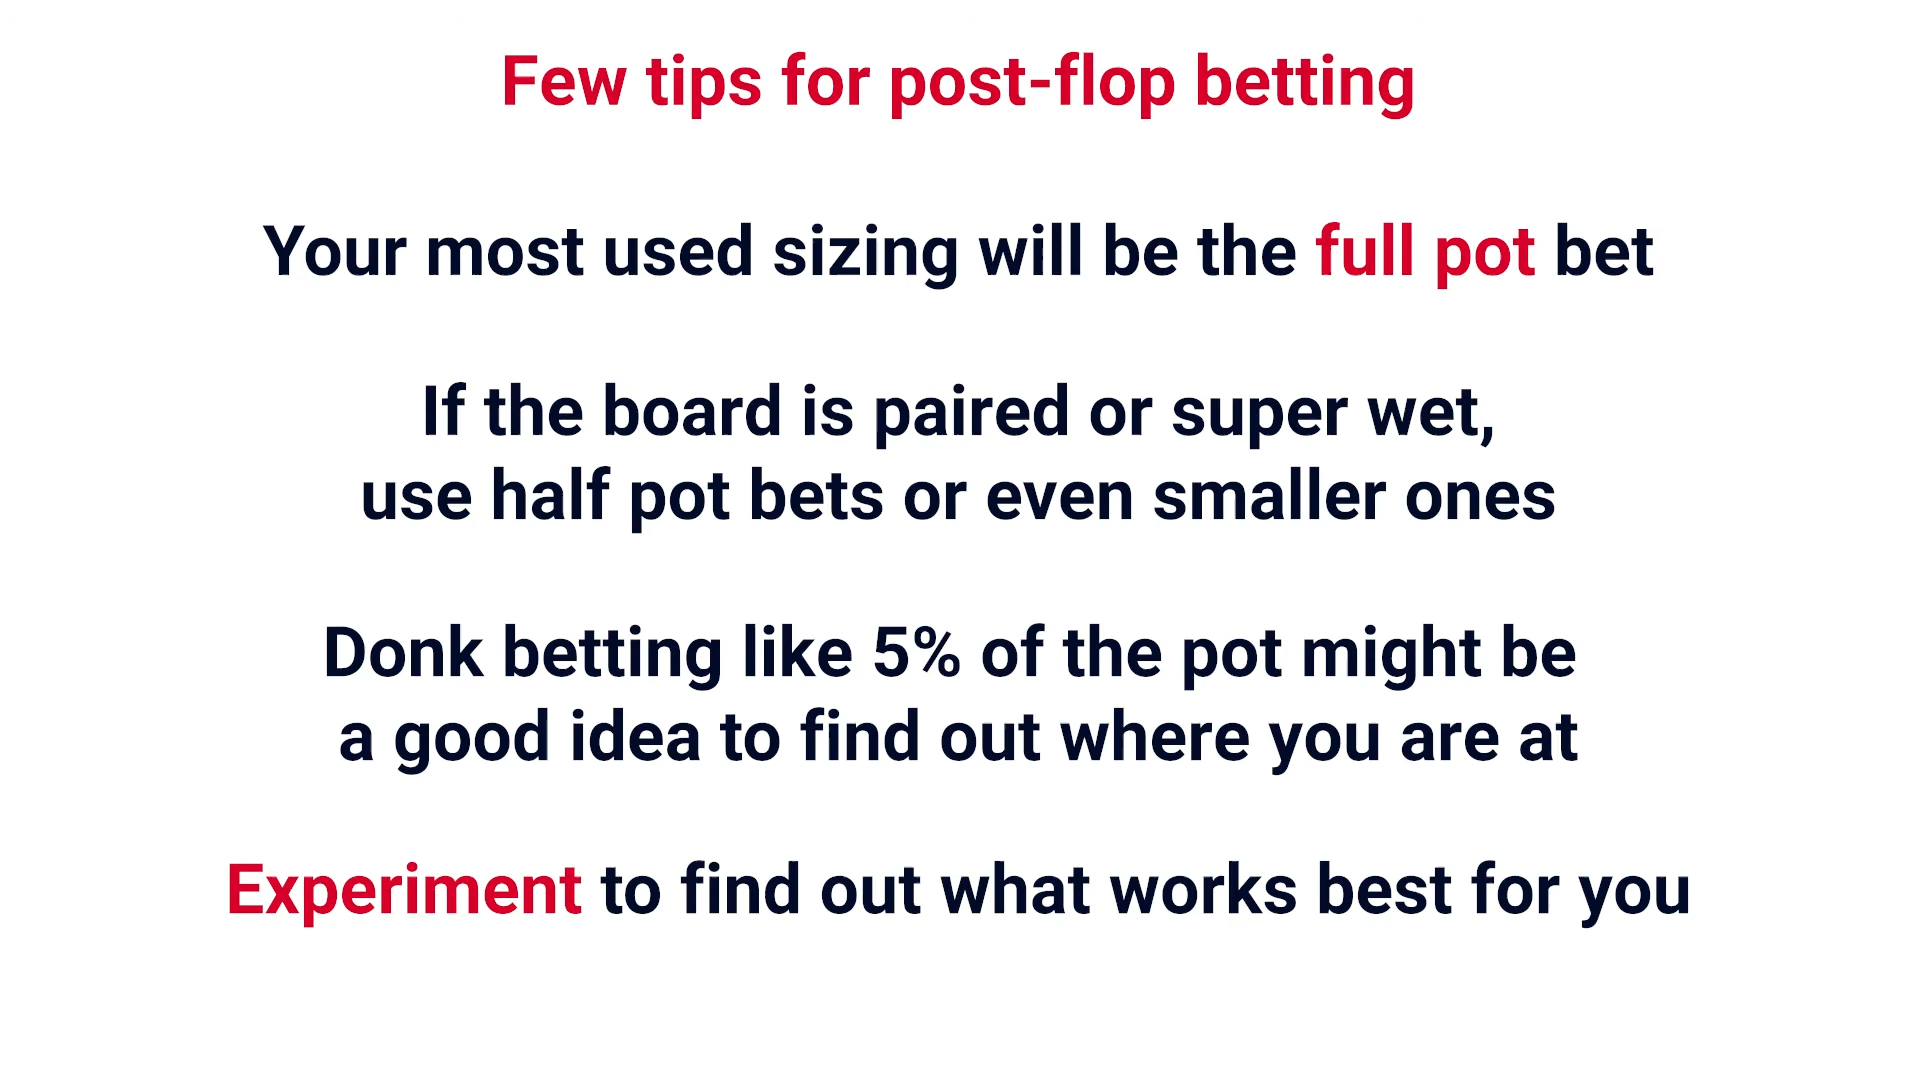 Few tips for post-flop betting
Your most used sizing will be the full pot bet
If the board is paired or super wet,
use half pot bets or even smaller ones
Donk betting like 5% of the pot might be
a good idea to find out where you are at
Experiment to find out what works best for you